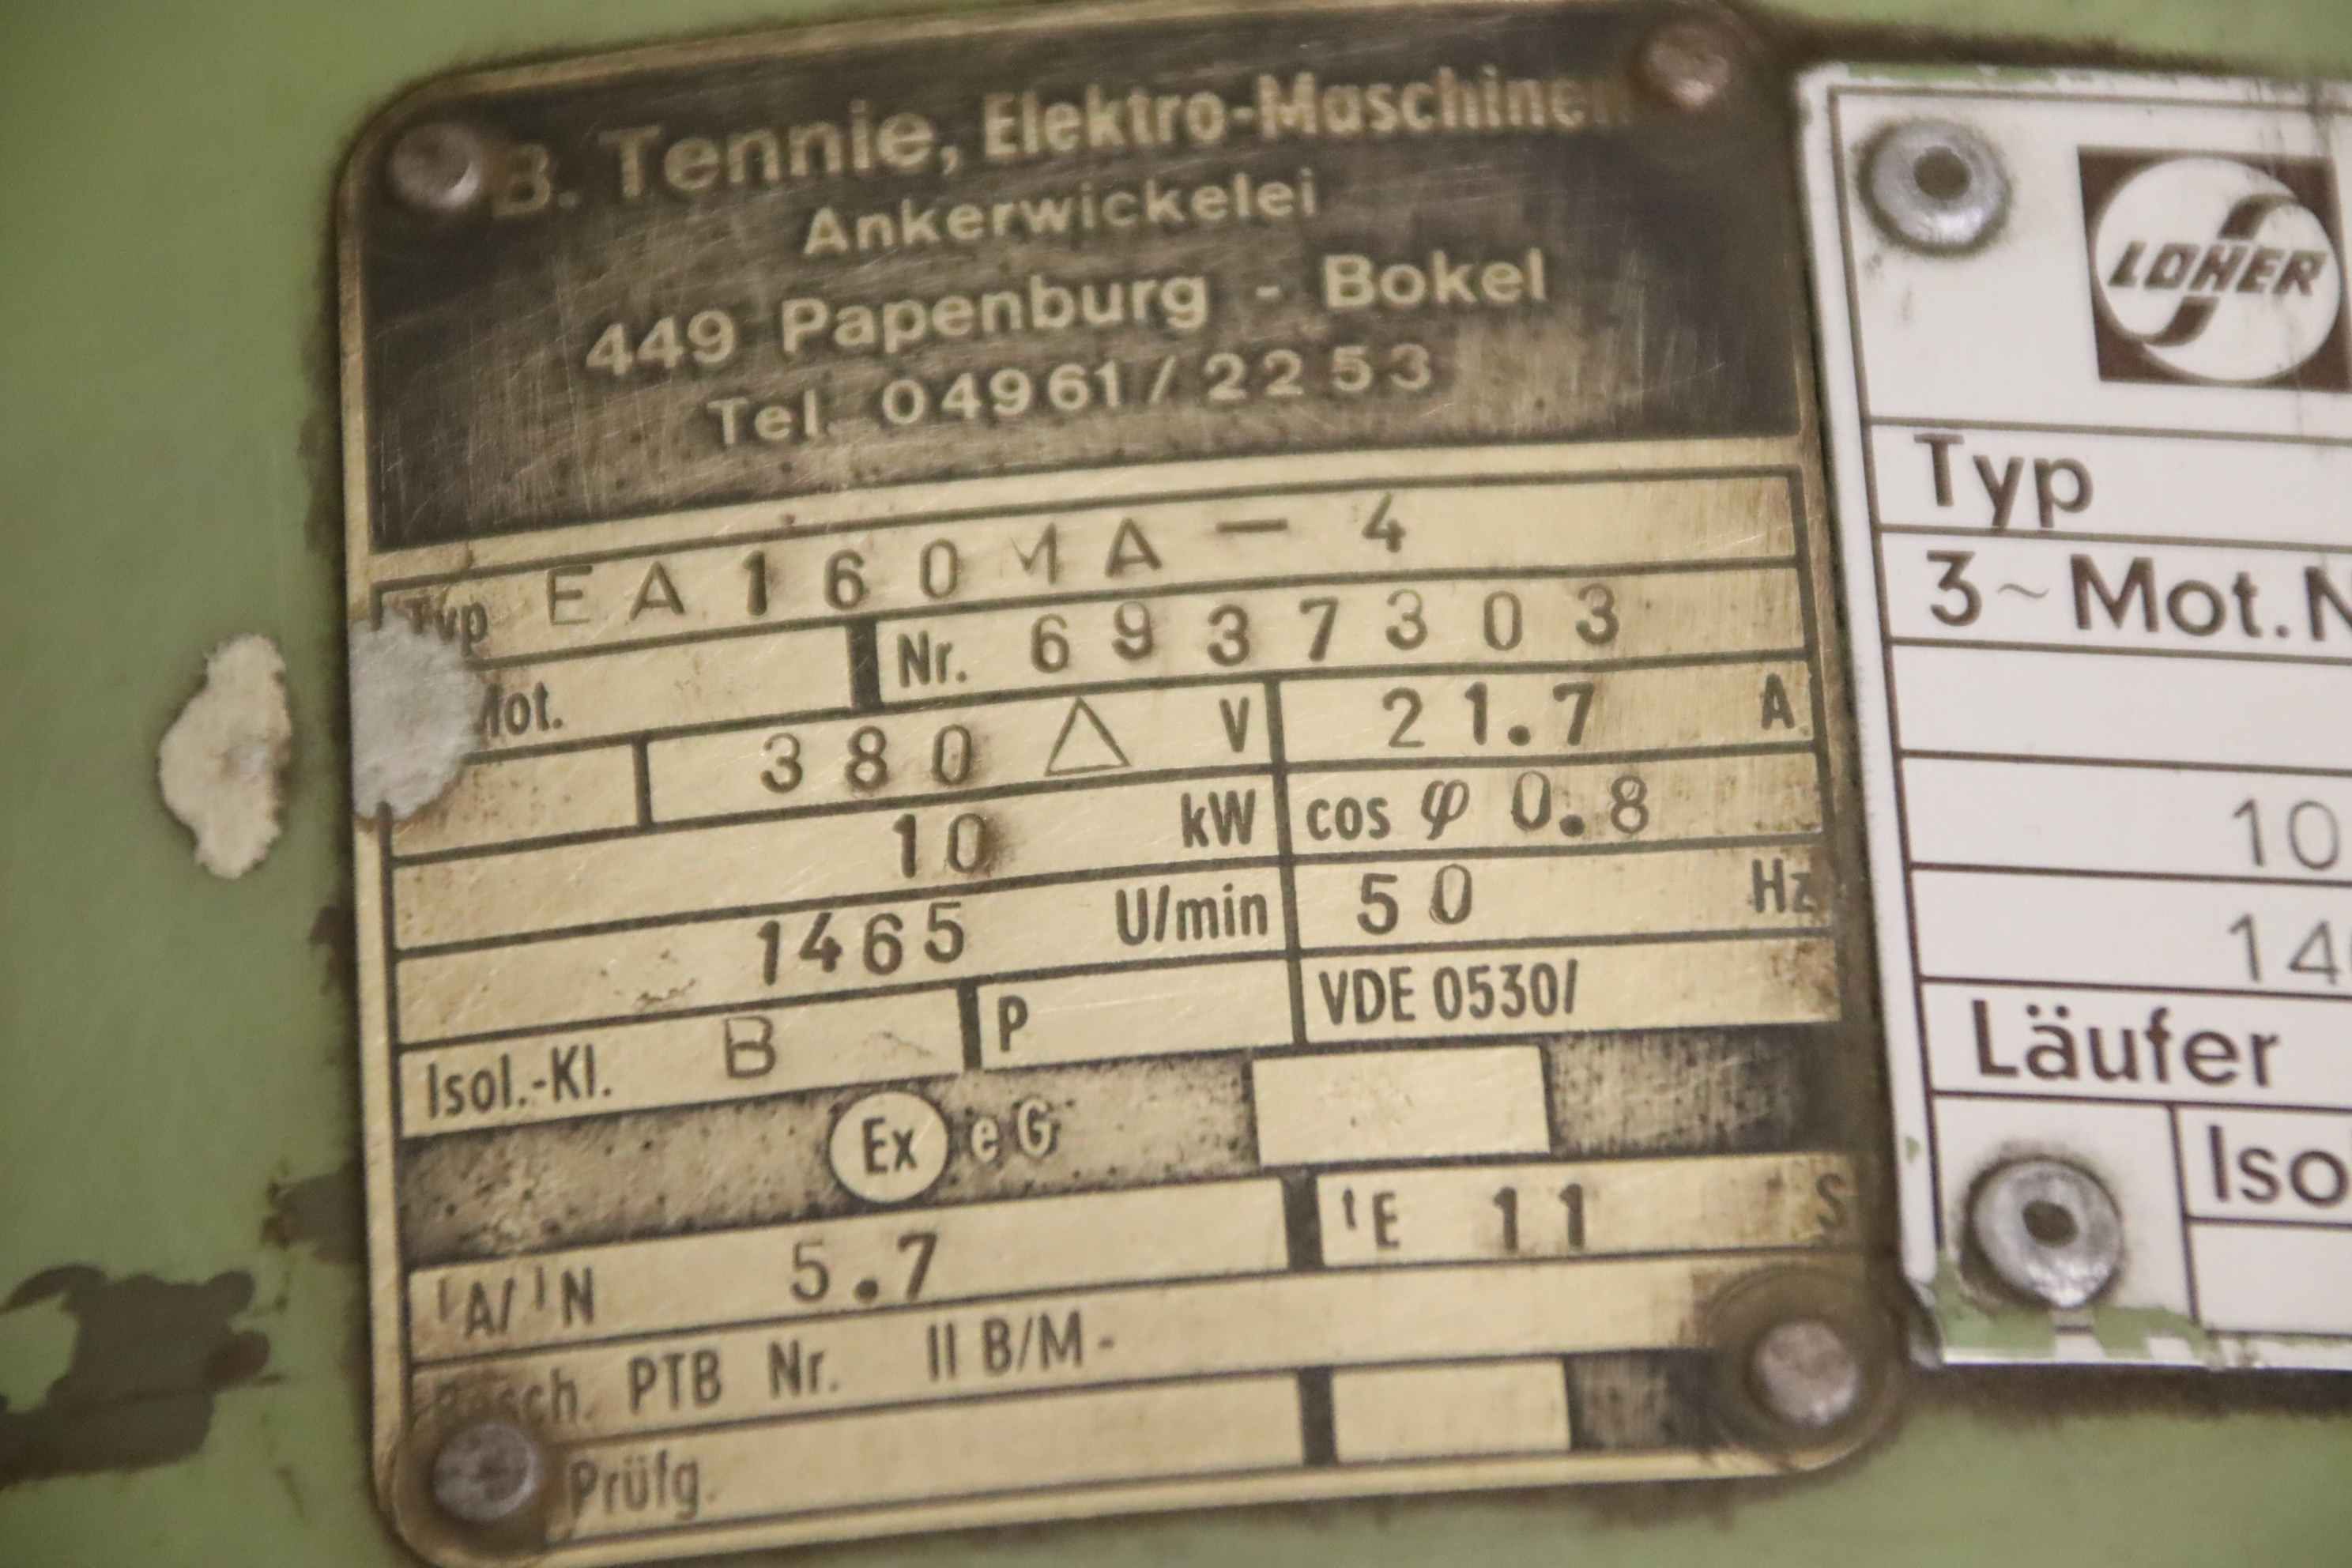 B. Tennie, Elektro-Maschinen
Ankerwickelei
449 Papenburg - Bokel
Tel. 04961/2253
Typ EA160MA-4
Mot. Nr. 6937303
380 △ V 21.7 A
10 kW cos φ 0.8
1465 U/min 50 Hz
Isol.-Kl. B P VDE 0530/
Ex e G
IA/IN 5.7 tE 11 S
PTB Nr. II B/M-
Prüfg.
LOHER
Typ
3~Mot.N
10
14
Läufer
Iso